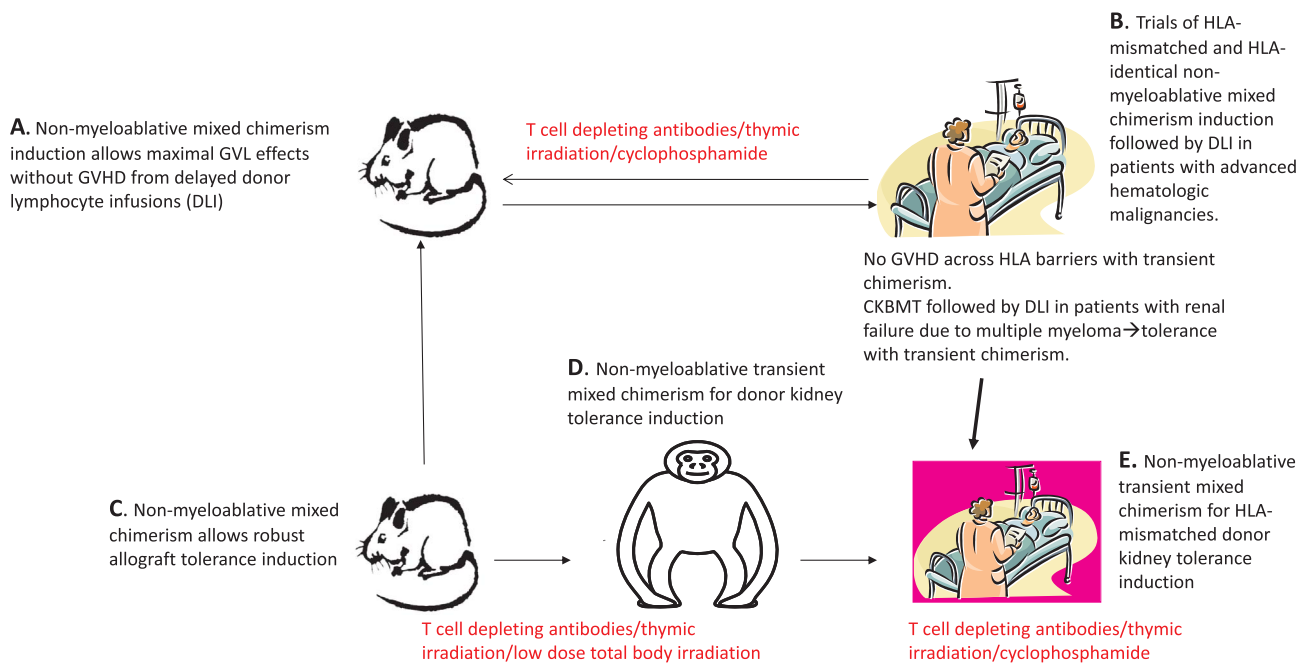 A. Non-myeloablative mixed chimerism
induction allows maximal GVL effects
without GVHD from delayed donor
lymphocyte infusions (DLI)
T cell depleting antibodies/thymic
irradiation/cyclophosphamide
B. Trials of HLA-
mismatched and HLA-
identical non-
myeloablative mixed
chimerism induction
followed by DLI in
patients with advanced
hematologic
malignancies.
No GVHD across HLA barriers with transient
chimerism.
CKBMT followed by DLI in patients with renal
failure due to multiple myeloma→tolerance
with transient chimerism.
D. Non-myeloablative transient
mixed chimerism for donor kidney
tolerance induction
C. Non-myeloablative mixed
chimerism allows robust
allograft tolerance induction
E. Non-myeloablative
transient mixed
chimerism for HLA-
mismatched donor
kidney tolerance
induction
T cell depleting antibodies/thymic
irradiation/low dose total body irradiation
T cell depleting antibodies/thymic
irradiation/cyclophosphamide